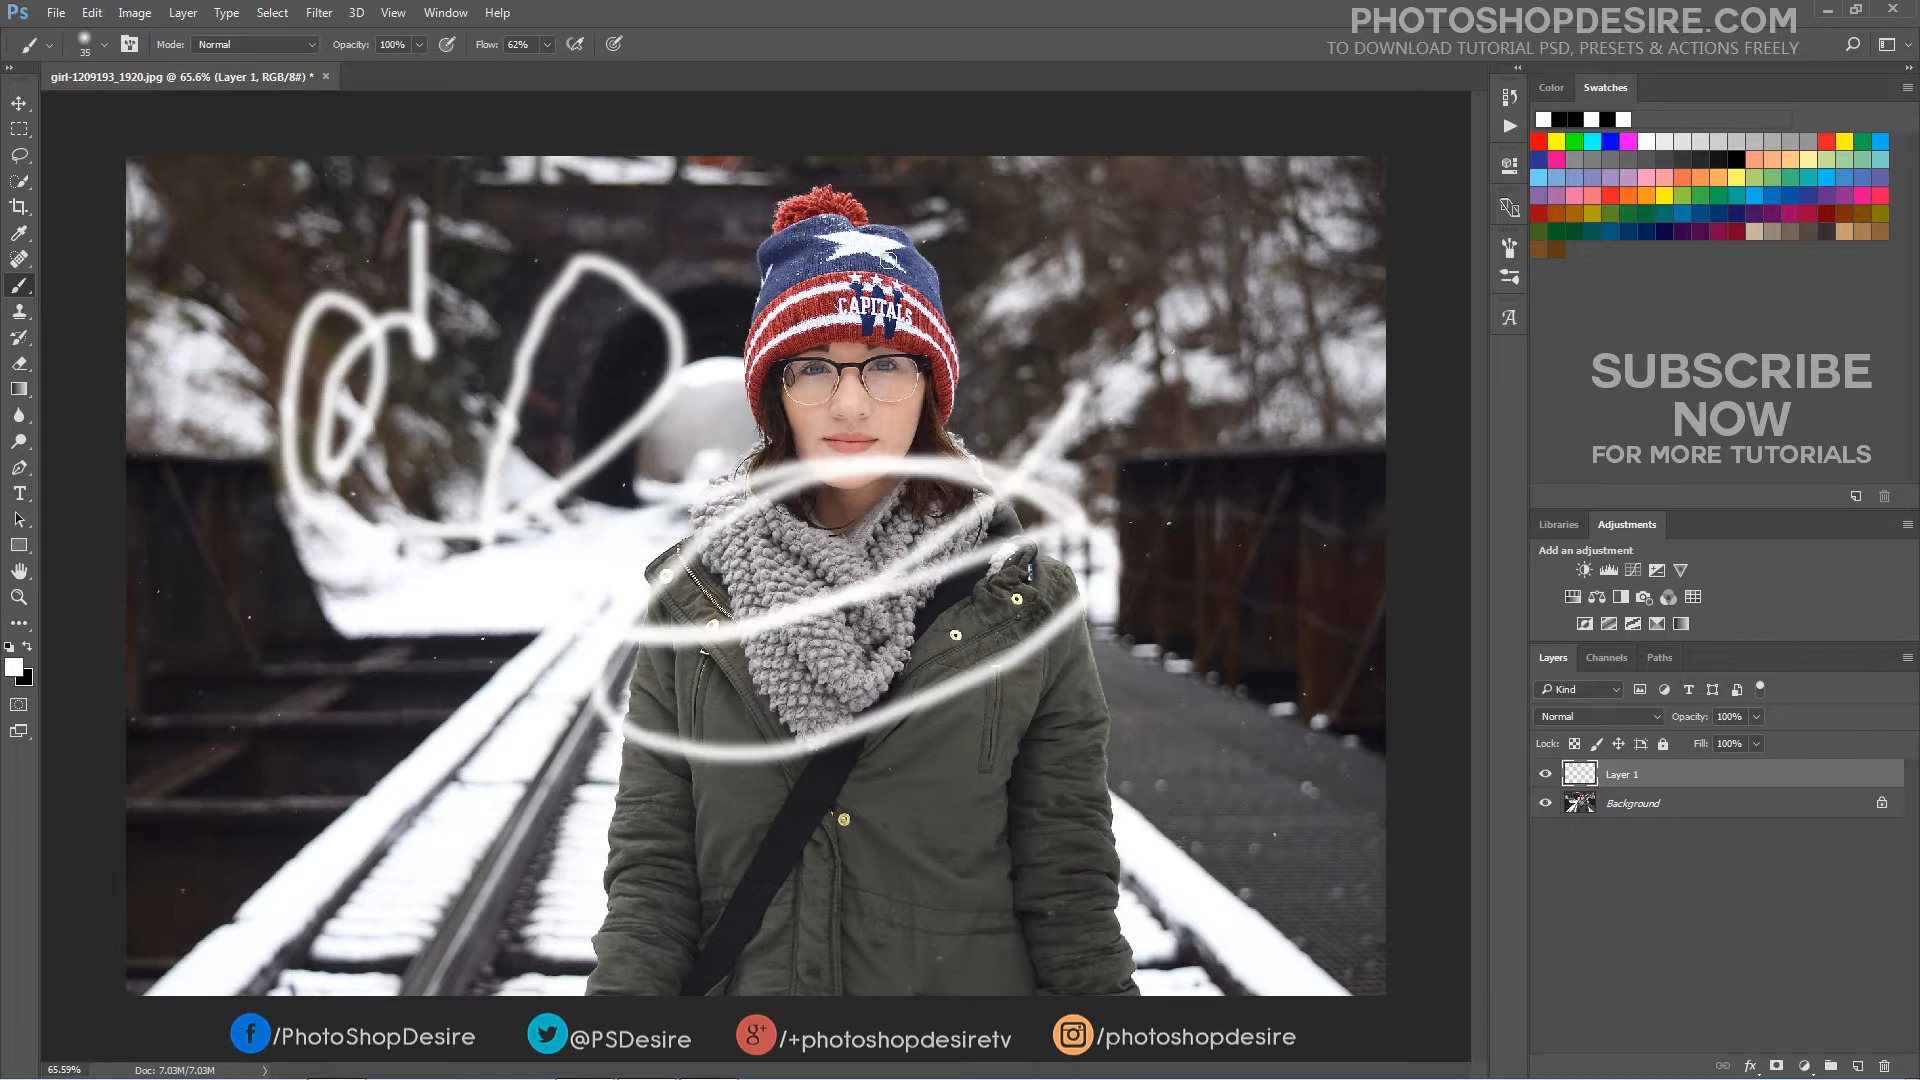 Ps File Edit Image Layer Type Select Filter 3D View Window Help
PHOTOSHOPDESIRE.COM
TO DOWNLOAD TUTORIAL PSD, PRESETS & ACTIONS FREELY
35 Mode: Normal Opacity: 100% Flow: 62%
girl-1209193_1920.jpg @ 65.6% (Layer 1, RGB/8#) * ×
Color Swatches
CAPITALS
SUBSCRIBE
NOW
FOR MORE TUTORIALS
Libraries Adjustments
Add an adjustment
Layers Channels Paths
Kind
Normal Opacity: 100%
Lock: Fill: 100%
Layer 1
Background
/PhotoShopDesire @PSDesire /+photoshopdesiretv /photoshopdesire
65.59% Doc: 7.03M/7.03M